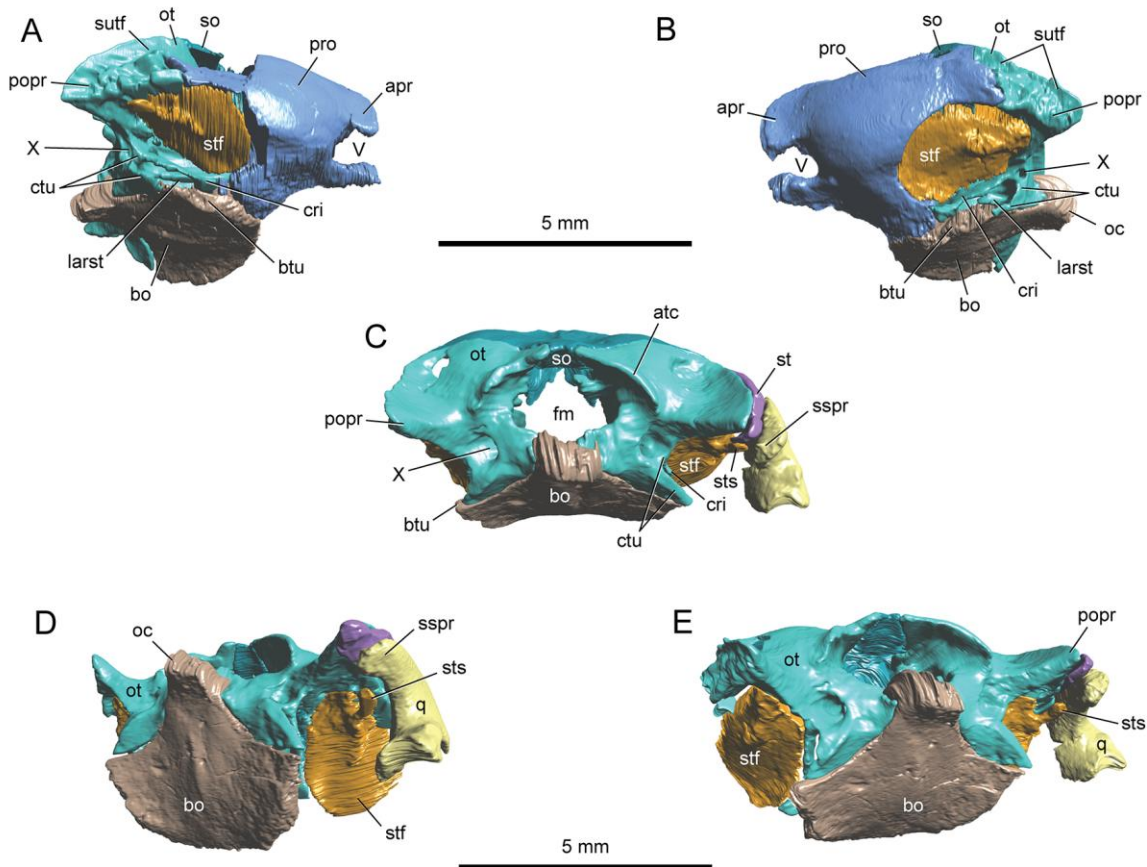 A
sutf
ot
so
popr
pro
apr
stf
V
X
ctu
cri
larst
btu
bo
5 mm
B
so
ot
sutf
pro
popr
apr
stf
V
X
ctu
oc
larst
btu
cri
bo
C
atc
ot
so
st
sspr
fm
popr
X
stf
sts
bo
cri
btu
ctu
D
oc
sspr
ot
sts
q
bo
stf
E
popr
ot
sts
stf
q
bo
5 mm